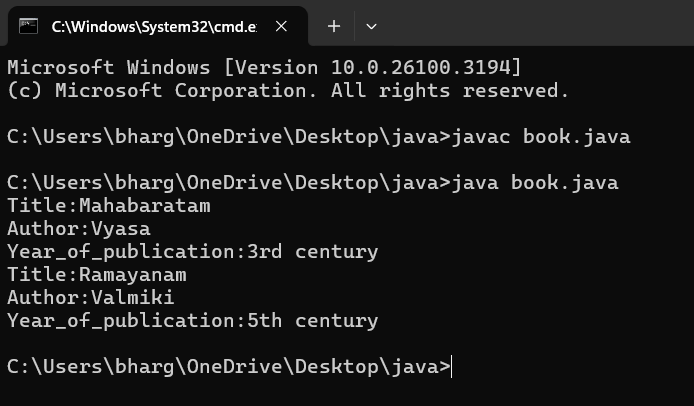 C:\Windows\System32\cmd.e
Microsoft Windows [Version 10.0.26100.3194]
(c) Microsoft Corporation. All rights reserved.
C:\Users\bharg\OneDrive\Desktop\java>javac book.java
C:\Users\bharg\OneDrive\Desktop\java>java book.java
Title:Mahabaratam
Author:Vyasa
Year_of_publication:3rd century
Title:Ramayanam
Author:Valmiki
Year_of_publication:5th century
C:\Users\bharg\OneDrive\Desktop\java>